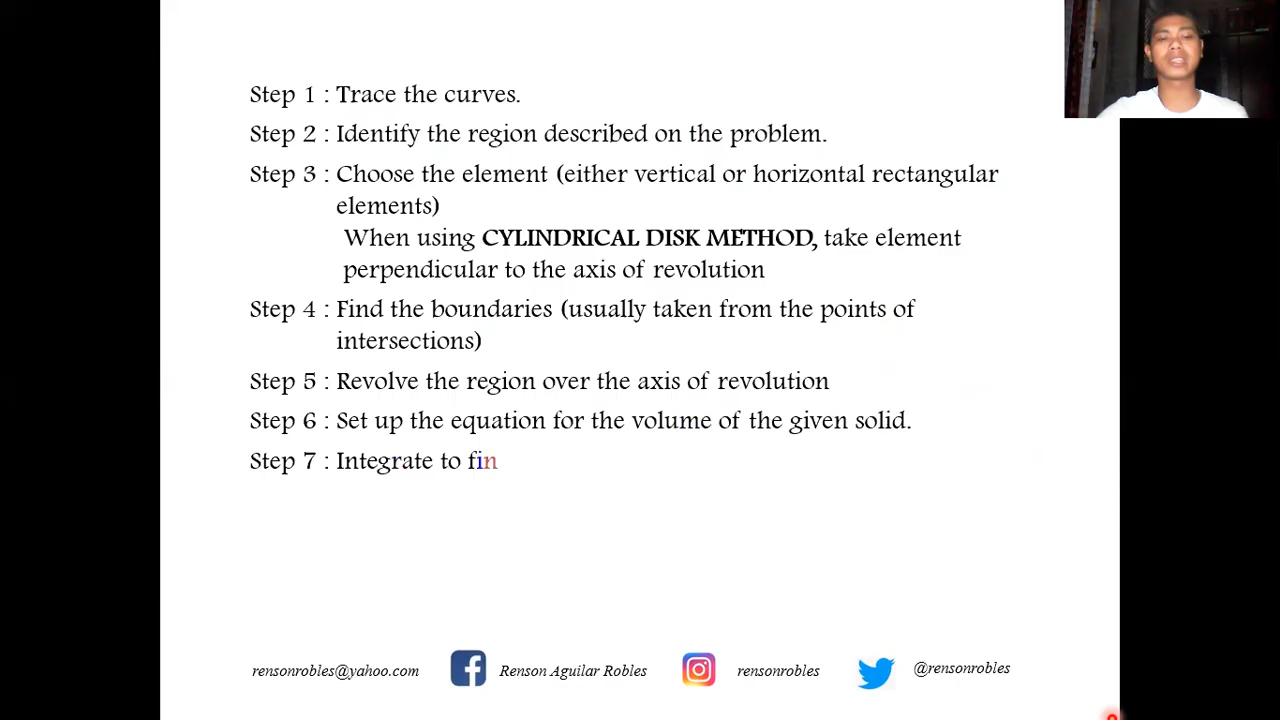 Step 1 : Trace the curves.
Step 2 : Identify the region described on the problem.
Step 3 : Choose the element (either vertical or horizontal rectangular
elements)
When using CYLINDRICAL DISK METHOD, take element
perpendicular to the axis of revolution
Step 4 : Find the boundaries (usually taken from the points of
intersections)
Step 5 : Revolve the region over the axis of revolution
Step 6 : Set up the equation for the volume of the given solid.
Step 7 : Integrate to fin
rensonrobles@yahoo.com Renson Aguilar Robles rensonrobles @rensonrobles